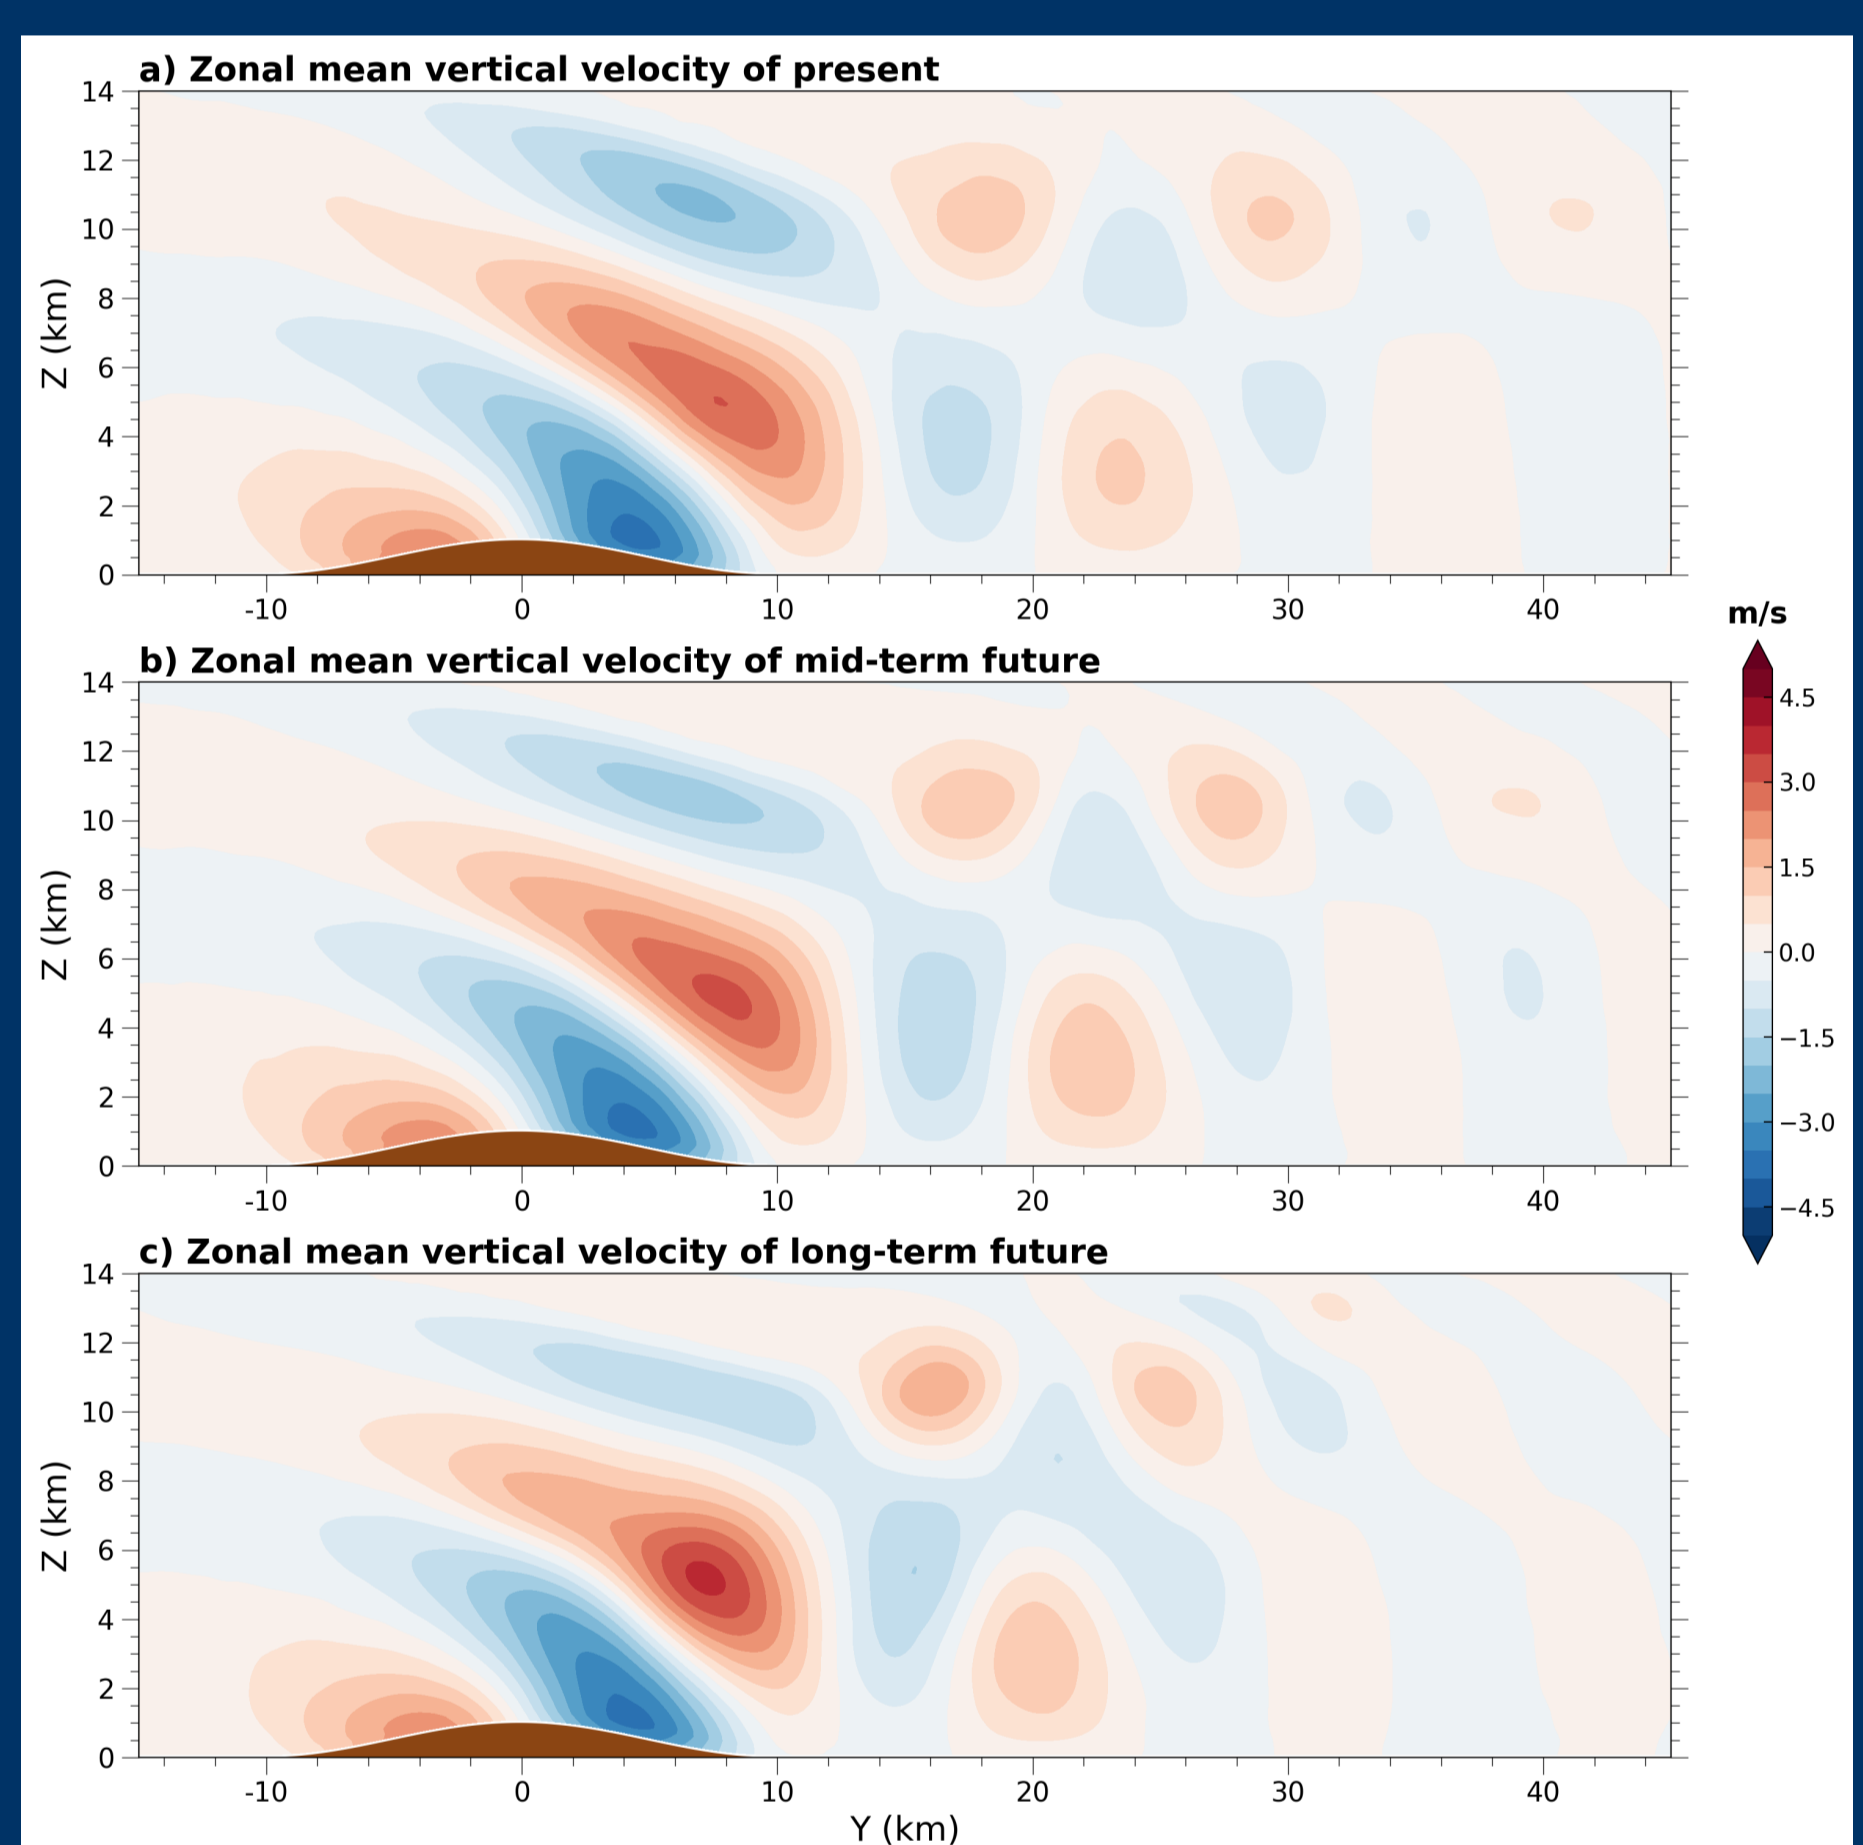 a) Zonal mean vertical velocity of present
14
12
10
8
6
4
2
0
Z (km)
-10 0 10 20 30 40
m/s
b) Zonal mean vertical velocity of mid-term future
14
12
10
8
6
4
2
0
Z (km)
-10 0 10 20 30 40
4.5
3.0
1.5
0.0
−1.5
−3.0
−4.5
c) Zonal mean vertical velocity of long-term future
14
12
10
8
6
4
2
0
Z (km)
-10 0 10 20 30 40
Y (km)